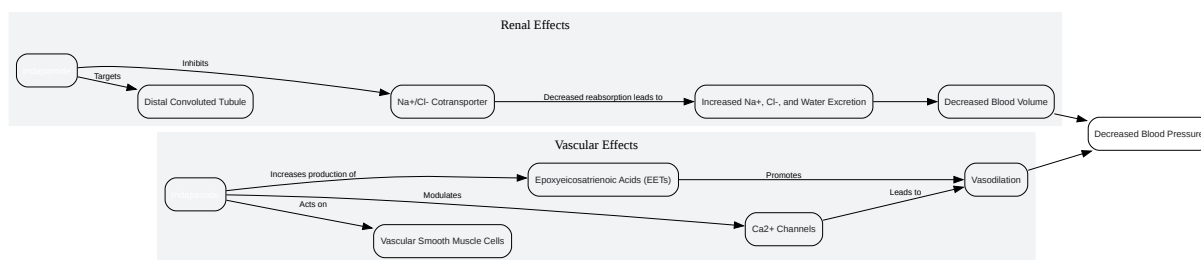 Renal Effects
Inhibits
Targets
Distal Convoluted Tubule
Na+/Cl- Cotransporter
Decreased reabsorption leads to
Increased Na+, Cl-, and Water Excretion
Decreased Blood Volume
Decreased Blood Pressure
Vascular Effects
Increases production of
Epoxyeicosatrienoic Acids (EETs)
Promotes
Vasodilation
Modulates
Leads to
Acts on
Ca2+ Channels
Vascular Smooth Muscle Cells